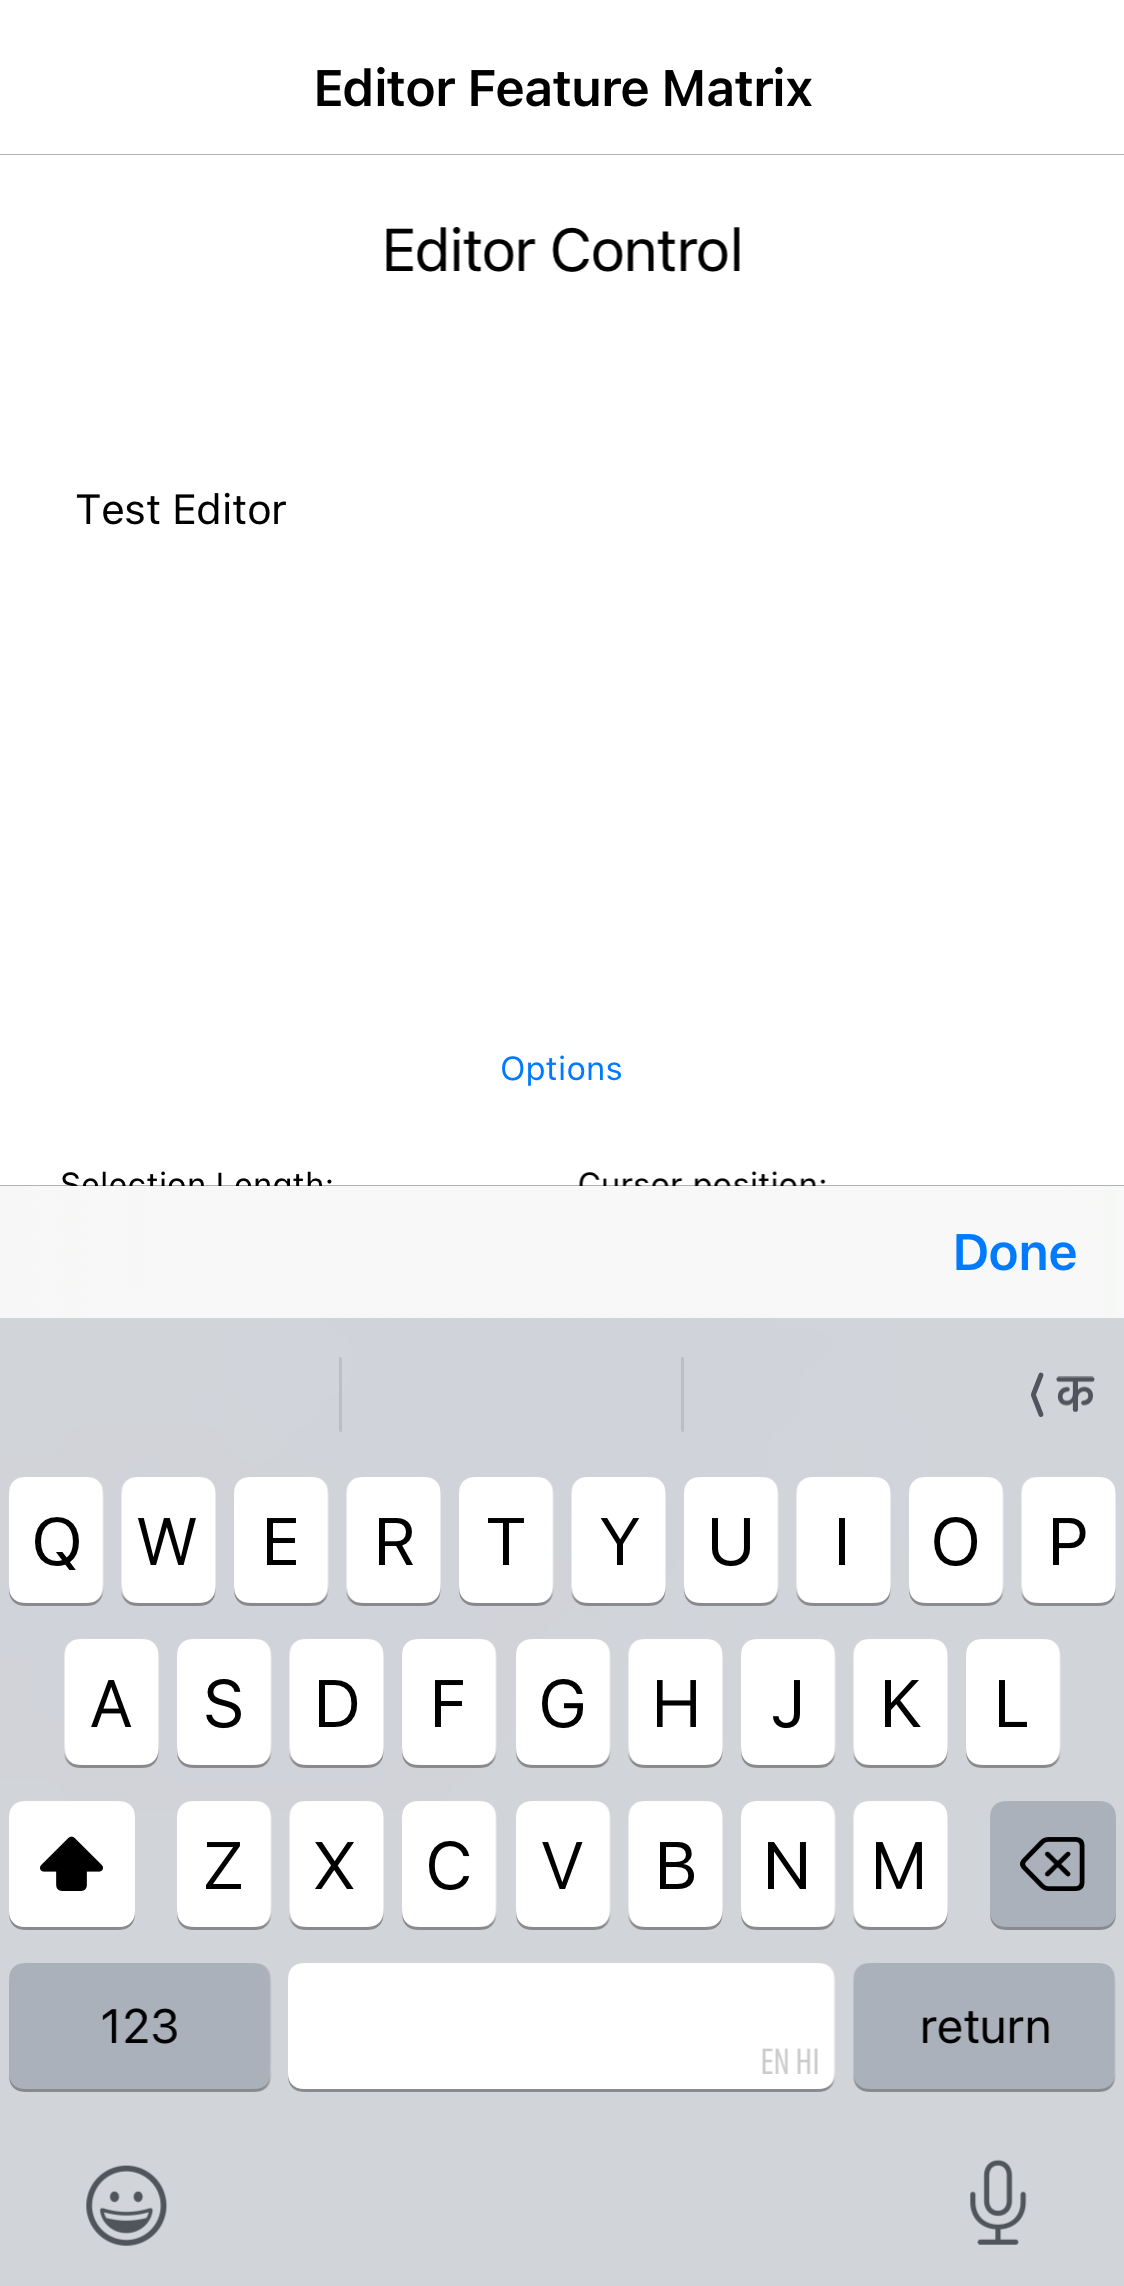 Editor Feature Matrix
Editor Control
Test Editor
Options
Selection Length: Cursor position:
Done
⟨ क
Q W E R T Y U I O P
A S D F G H J K L
Z X C V B N M
123 EN HI return